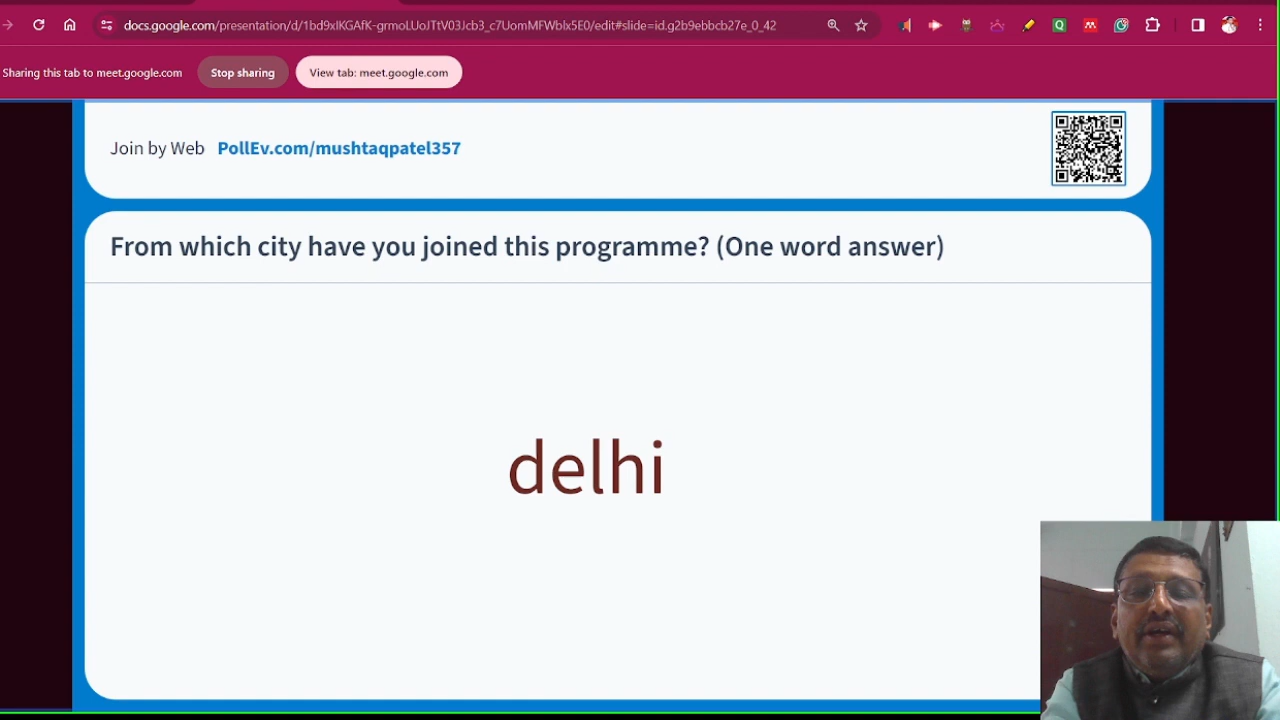 docs.google.com/presentation/d/1bd9xIKGAfK-grmoLUoJTtV03Jcb3_c7UomMFWblx5E0/edit#slide=id.g2b9ebbcb27e_0_42
Sharing this tab to meet.google.com
Stop sharing
View tab: meet.google.com
Join by Web PollEv.com/mushtaqpatel357
From which city have you joined this programme? (One word answer)
delhi